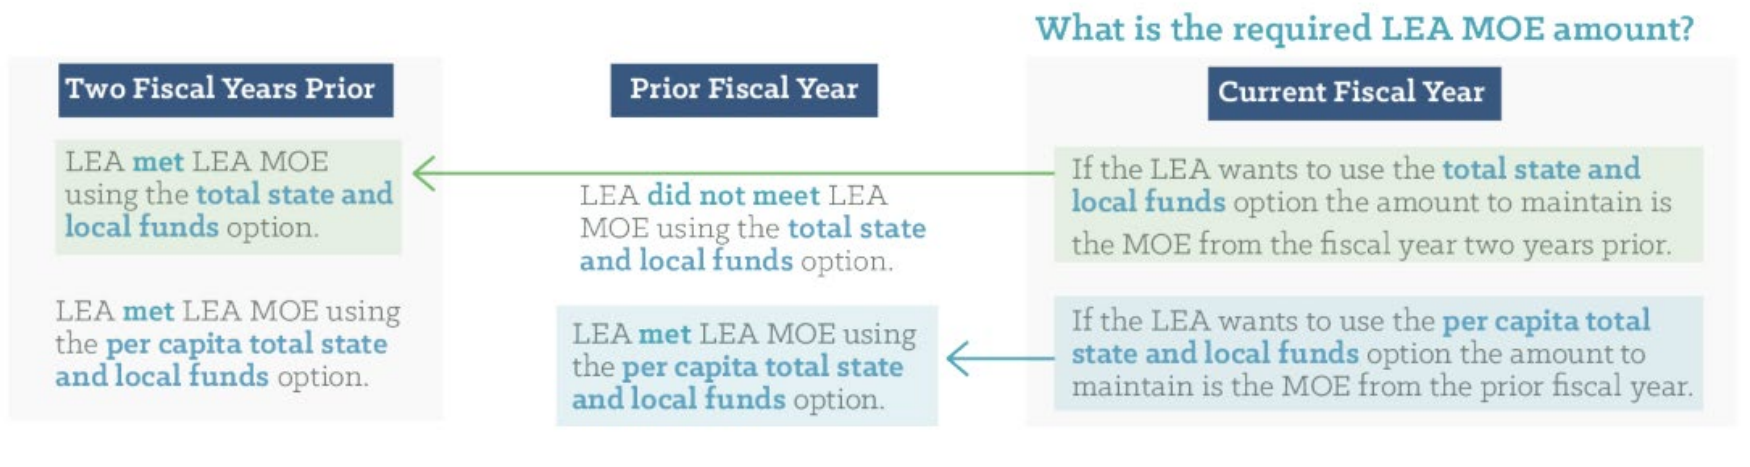 What is the required LEA MOE amount?
Two Fiscal Years Prior
LEA met LEA MOE
using the total state and
local funds option.
LEA met LEA MOE using
the per capita total state
and local funds option.
Prior Fiscal Year
LEA did not meet LEA
MOE using the total state
and local funds option.
LEA met LEA MOE using
the per capita total state
and local funds option.
Current Fiscal Year
If the LEA wants to use the total state and
local funds option the amount to maintain is
the MOE from the fiscal year two years prior.
If the LEA wants to use the per capita total
state and local funds option the amount to
maintain is the MOE from the prior fiscal year.